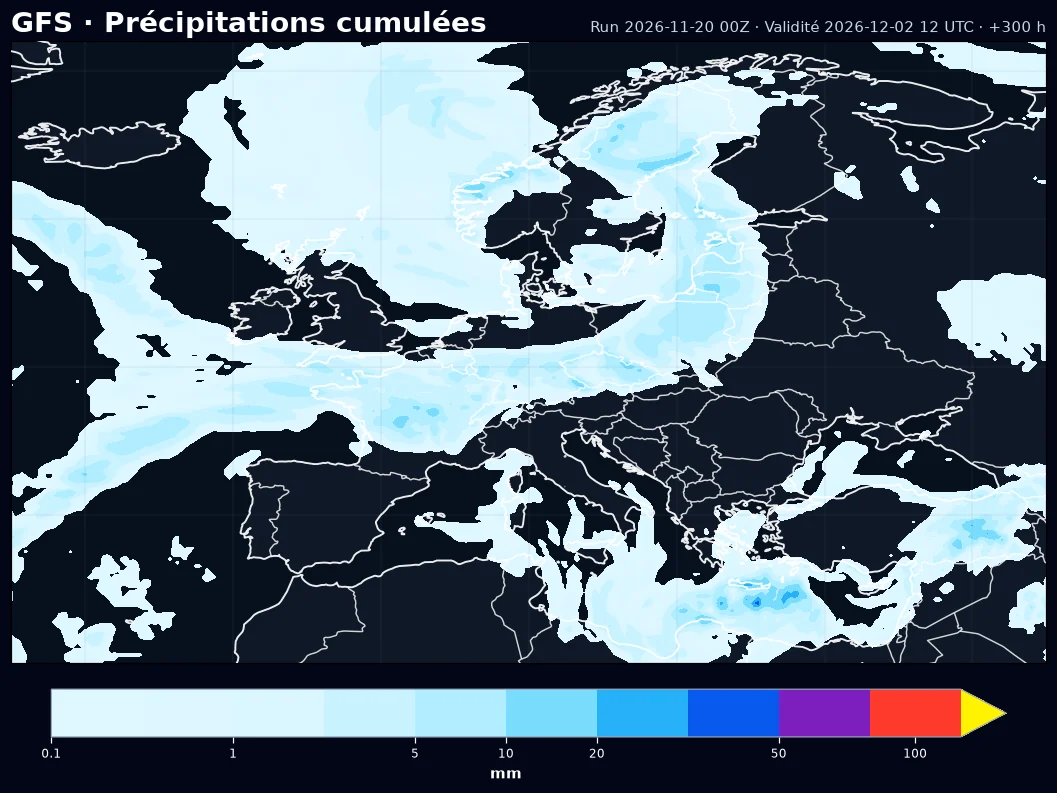 GFS · Précipitations cumulées
Run 2026-11-20 00Z · Validité 2026-12-02 12 UTC · +300 h
0.1 1 5 10 20 50 100
mm